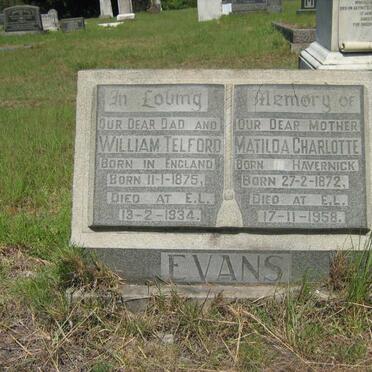 In Loving Memory of
Our Dear Dad and
William Telford
Born in England
Born 11-1-1875,
Died at E.L.
13-2-1934.
Our Dear Mother
Matilda Charlotte
Born Havernick
Born 27-2-1872,
Died at E.L.
17-11-1958.
EVANS